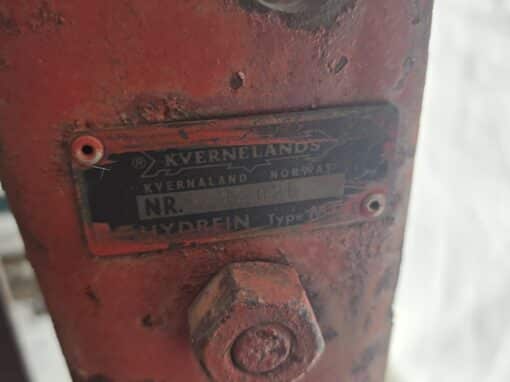 ® KVERNELANDS
KVERNALAND NORWAY
NR.
HYDREIN Type